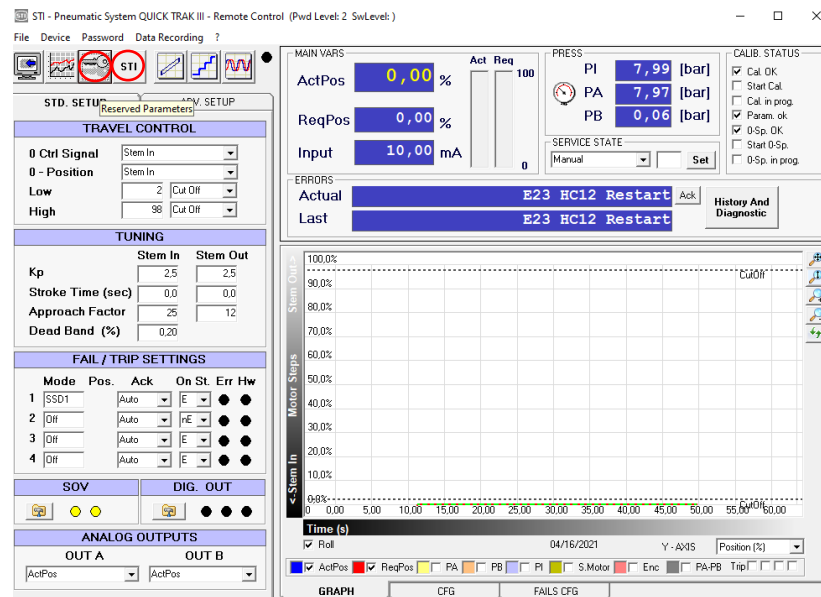 STI - Pneumatic System QUICK TRAK III - Remote Control (Pwd Level: 2 SwLevel: )
File Device Password Data Recording ?
STI
STD. SETUP ADV. SETUP
Reserved Parameters
TRAVEL CONTROL
0 Ctrl Signal Stem In
0 - Position Stem In
Low 2 Cut Off
High 98 Cut Off
TUNING
Stem In Stem Out
Kp 2,5 2,5
Stroke Time (sec) 0,0 0,0
Approach Factor 25 12
Dead Band (%) 0,20
FAIL / TRIP SETTINGS
Mode Pos. Ack On St. Err Hw
1 SSD1 Auto E
2 Off Auto nE
3 Off Auto E
4 Off Auto E
SOV DIG. OUT
ANALOG OUTPUTS
OUT A OUT B
ActPos ActPos
MAIN VARS
Act Req
ActPos 0,00 % 100
ReqPos 0,00 %
Input 10,00 mA 0
PRESS
PI 7,99 [bar]
PA 7,97 [bar]
PB 0,06 [bar]
SERVICE STATE
Manual Set
CALIB. STATUS
Cal. OK
Start Cal.
Cal. in prog.
Param. ok
0-Sp. OK
Start 0-Sp.
0-Sp. in prog.
ERRORS
Actual E23 HC12 Restart Ack
Last E23 HC12 Restart
History And
Diagnostic
<-Stem In Motor Steps Stem Out->
100,0%
CutOff
90,0%
80,0%
70,0%
60,0%
50,0%
40,0%
30,0%
20,0%
10,0%
0,0%
CutOff
0 0,00 5,00 10,00 15,00 20,00 25,00 30,00 35,00 40,00 45,00 50,00 55,00 60,00
Time (s)
Roll 04/16/2021 Y - AXIS Position (%)
ActPos ReqPos PA PB PI S.Motor Enc PA-PB Trip
GRAPH CFG FAILS CFG